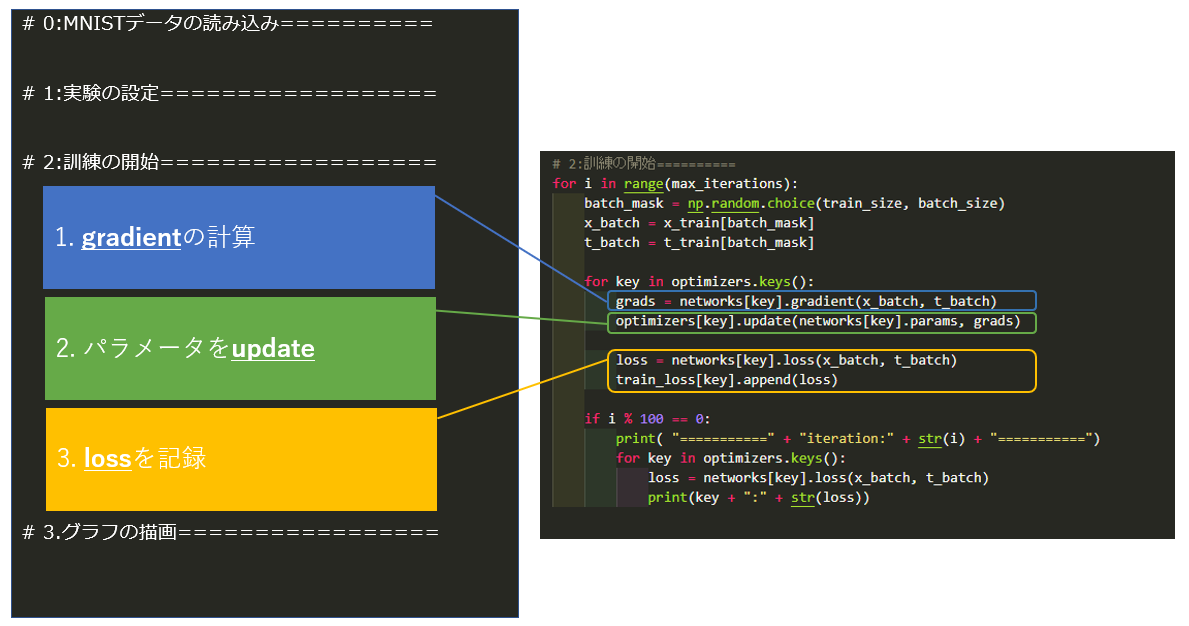 # 0:MNISTデータの読み込み==========
# 1:実験の設定==================
# 2:訓練の開始==================
1. gradientの計算
2. パラメータをupdate
3. lossを記録
# 3.グラフの描画=================
# 2:訓練の開始==========
for i in range(max_iterations):
batch_mask = np.random.choice(train_size, batch_size)
x_batch = x_train[batch_mask]
t_batch = t_train[batch_mask]
for key in optimizers.keys():
grads = networks[key].gradient(x_batch, t_batch)
optimizers[key].update(networks[key].params, grads)
loss = networks[key].loss(x_batch, t_batch)
train_loss[key].append(loss)
if i % 100 == 0:
print( "===========" + "iteration:" + str(i) + "===========")
for key in optimizers.keys():
loss = networks[key].loss(x_batch, t_batch)
print(key + ":" + str(loss))